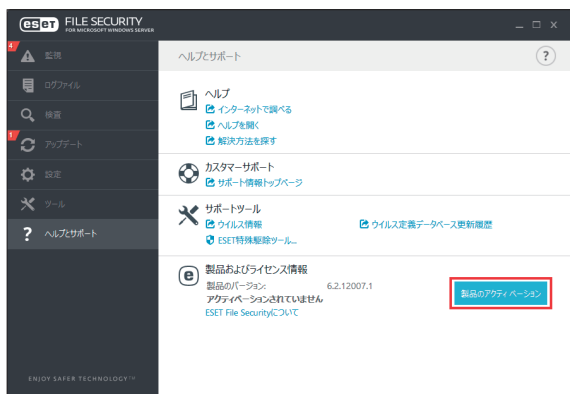 eset FILE SECURITY
FOR MICROSOFT WINDOWS SERVER
4
監視
ヘルプとサポート
?
ログファイル
検査
1
アップデート
設定
ツール
? ヘルプとサポート
ヘルプ
インターネットで調べる
ヘルプを開く
解決方法を探す
カスタマーサポート
サポート情報トップページ
サポートツール
ウイルス情報
ウイルス定義データベース更新履歴
ESET特殊駆除ツール...
e 製品およびライセンス情報
製品のバージョン: 6.2.12007.1
アクティベーションされていません
ESET File Securityについて
製品のアクティベーション
ENJOY SAFER TECHNOLOGY™